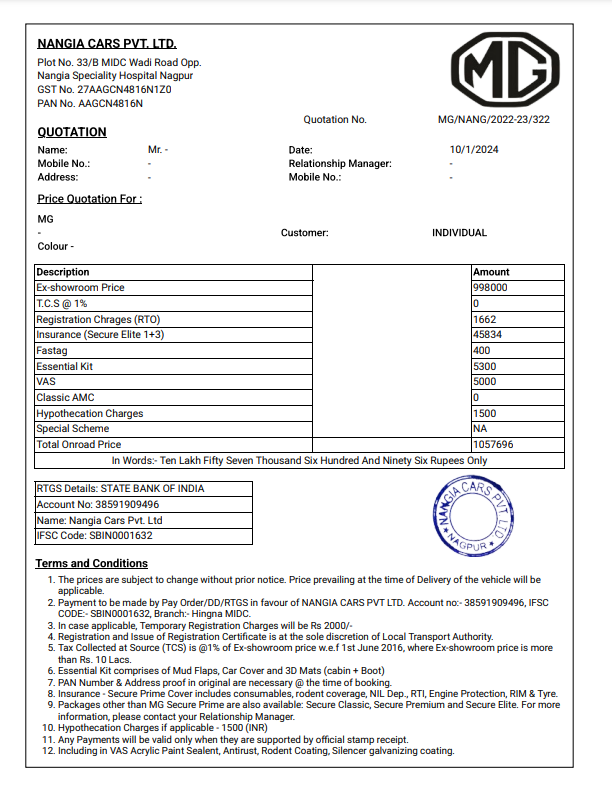 NANGIA CARS PVT. LTD.
Plot No. 33/B MIDC Wadi Road Opp.
Nangia Speciality Hospital Nagpur
GST No. 27AAGCN4816N1Z0
PAN No. AAGCN4816N
MG
Quotation No. MG/NANG/2022-23/322
QUOTATION
Name: Mr. - Date: 10/1/2024
Mobile No.: - Relationship Manager: -
Address: - Mobile No.: -
Price Quotation For :
MG
- Customer: INDIVIDUAL
Colour -
Description Amount
Ex-showroom Price 998000
T.C.S @ 1% 0
Registration Chrages (RTO) 1662
Insurance (Secure Elite 1+3) 45834
Fastag 400
Essential Kit 5300
VAS 5000
Classic AMC 0
Hypothecation Charges 1500
Special Scheme NA
Total Onroad Price 1057696
In Words:- Ten Lakh Fifty Seven Thousand Six Hundred And Ninety Six Rupees Only
RTGS Details: STATE BANK OF INDIA
Account No: 38591909496
Name: Nangia Cars Pvt. Ltd
IFSC Code: SBIN0001632
NANGIA CARS PVT. LTD.
★ NAGPUR ★
Terms and Conditions
1. The prices are subject to change without prior notice. Price prevailing at the time of Delivery of the vehicle will be
applicable.
2. Payment to be made by Pay Order/DD/RTGS in favour of NANGIA CARS PVT LTD. Account no:- 38591909496, IFSC
CODE:- SBIN0001632, Branch:- Hingna MIDC.
3. In case applicable, Temporary Registration Charges will be Rs 2000/-
4. Registration and Issue of Registration Certificate is at the sole discretion of Local Transport Authority.
5. Tax Collected at Source (TCS) is @1% of Ex-showroom price w.e.f 1st June 2016, where Ex-showroom price is more
than Rs. 10 Lacs.
6. Essential Kit comprises of Mud Flaps, Car Cover and 3D Mats (cabin + Boot)
7. PAN Number & Address proof in original are necessary @ the time of booking.
8. Insurance - Secure Prime Cover includes consumables, rodent coverage, NIL Dep., RTI, Engine Protection, RIM & Tyre.
9. Packages other than MG Secure Prime are also available: Secure Classic, Secure Premium and Secure Elite. For more
information, please contact your Relationship Manager.
10. Hypothecation Charges if applicable - 1500 (INR)
11. Any Payments will be valid only when they are supported by official stamp receipt.
12. Including in VAS Acrylic Paint Sealent, Antirust, Rodent Coating, Silencer galvanizing coating.